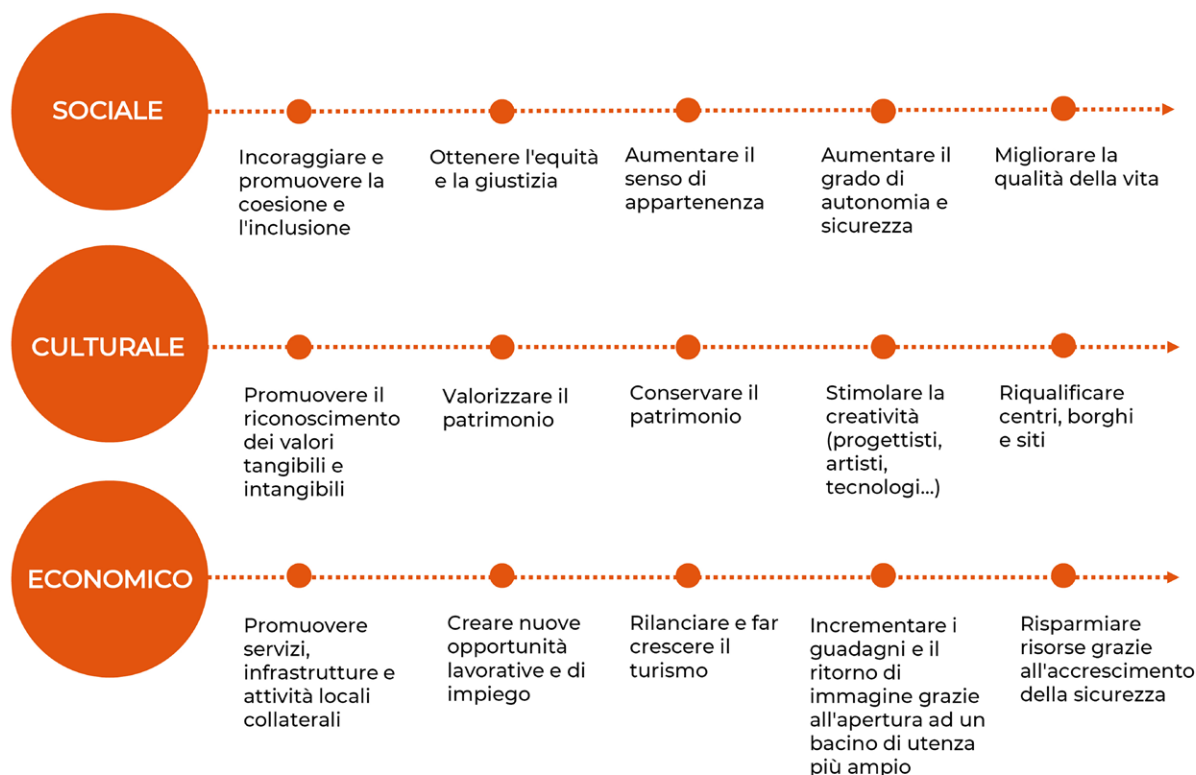 SOCIALE
Incoraggiare e
promuovere la
coesione e
l'inclusione
Ottenere l'equità
e la giustizia
Aumentare il
senso di
appartenenza
Aumentare il
grado di
autonomia e
sicurezza
Migliorare la
qualità della vita
CULTURALE
Promuovere il
riconoscimento
dei valori
tangibili e
intangibili
Valorizzare il
patrimonio
Conservare il
patrimonio
Stimolare la
creatività
(progettisti,
artisti,
tecnologi...)
Riqualificare
centri, borghi
e siti
ECONOMICO
Promuovere
servizi,
infrastrutture e
attività locali
collaterali
Creare nuove
opportunità
lavorative e di
impiego
Rilanciare e far
crescere il
turismo
Incrementare i
guadagni e il
ritorno di
immagine grazie
all'apertura ad un
bacino di utenza
più ampio
Risparmiare
risorse grazie
all'accrescimento
della sicurezza